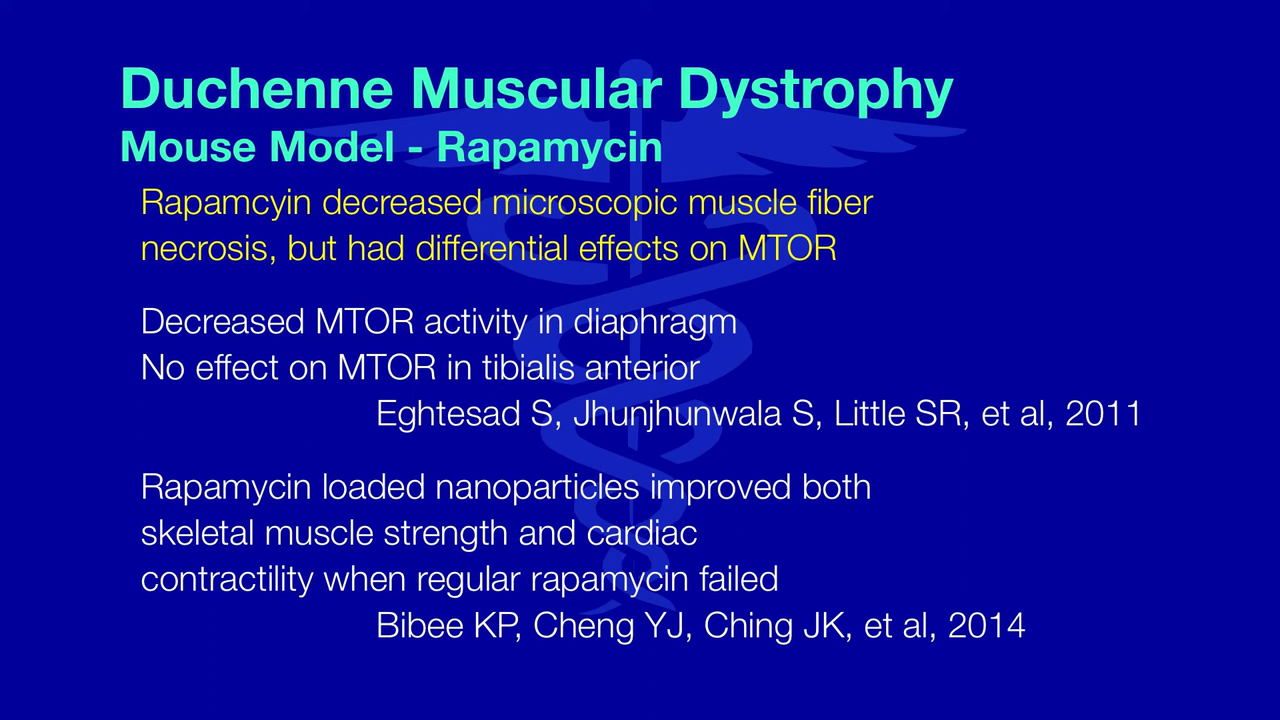 Duchenne Muscular Dystrophy
Mouse Model - Rapamycin
Rapamcyin decreased microscopic muscle fiber
necrosis, but had differential effects on MTOR
Decreased MTOR activity in diaphragm
No effect on MTOR in tibialis anterior
Eghtesad S, Jhunjhunwala S, Little SR, et al, 2011
Rapamycin loaded nanoparticles improved both
skeletal muscle strength and cardiac
contractility when regular rapamycin failed
Bibee KP, Cheng YJ, Ching JK, et al, 2014